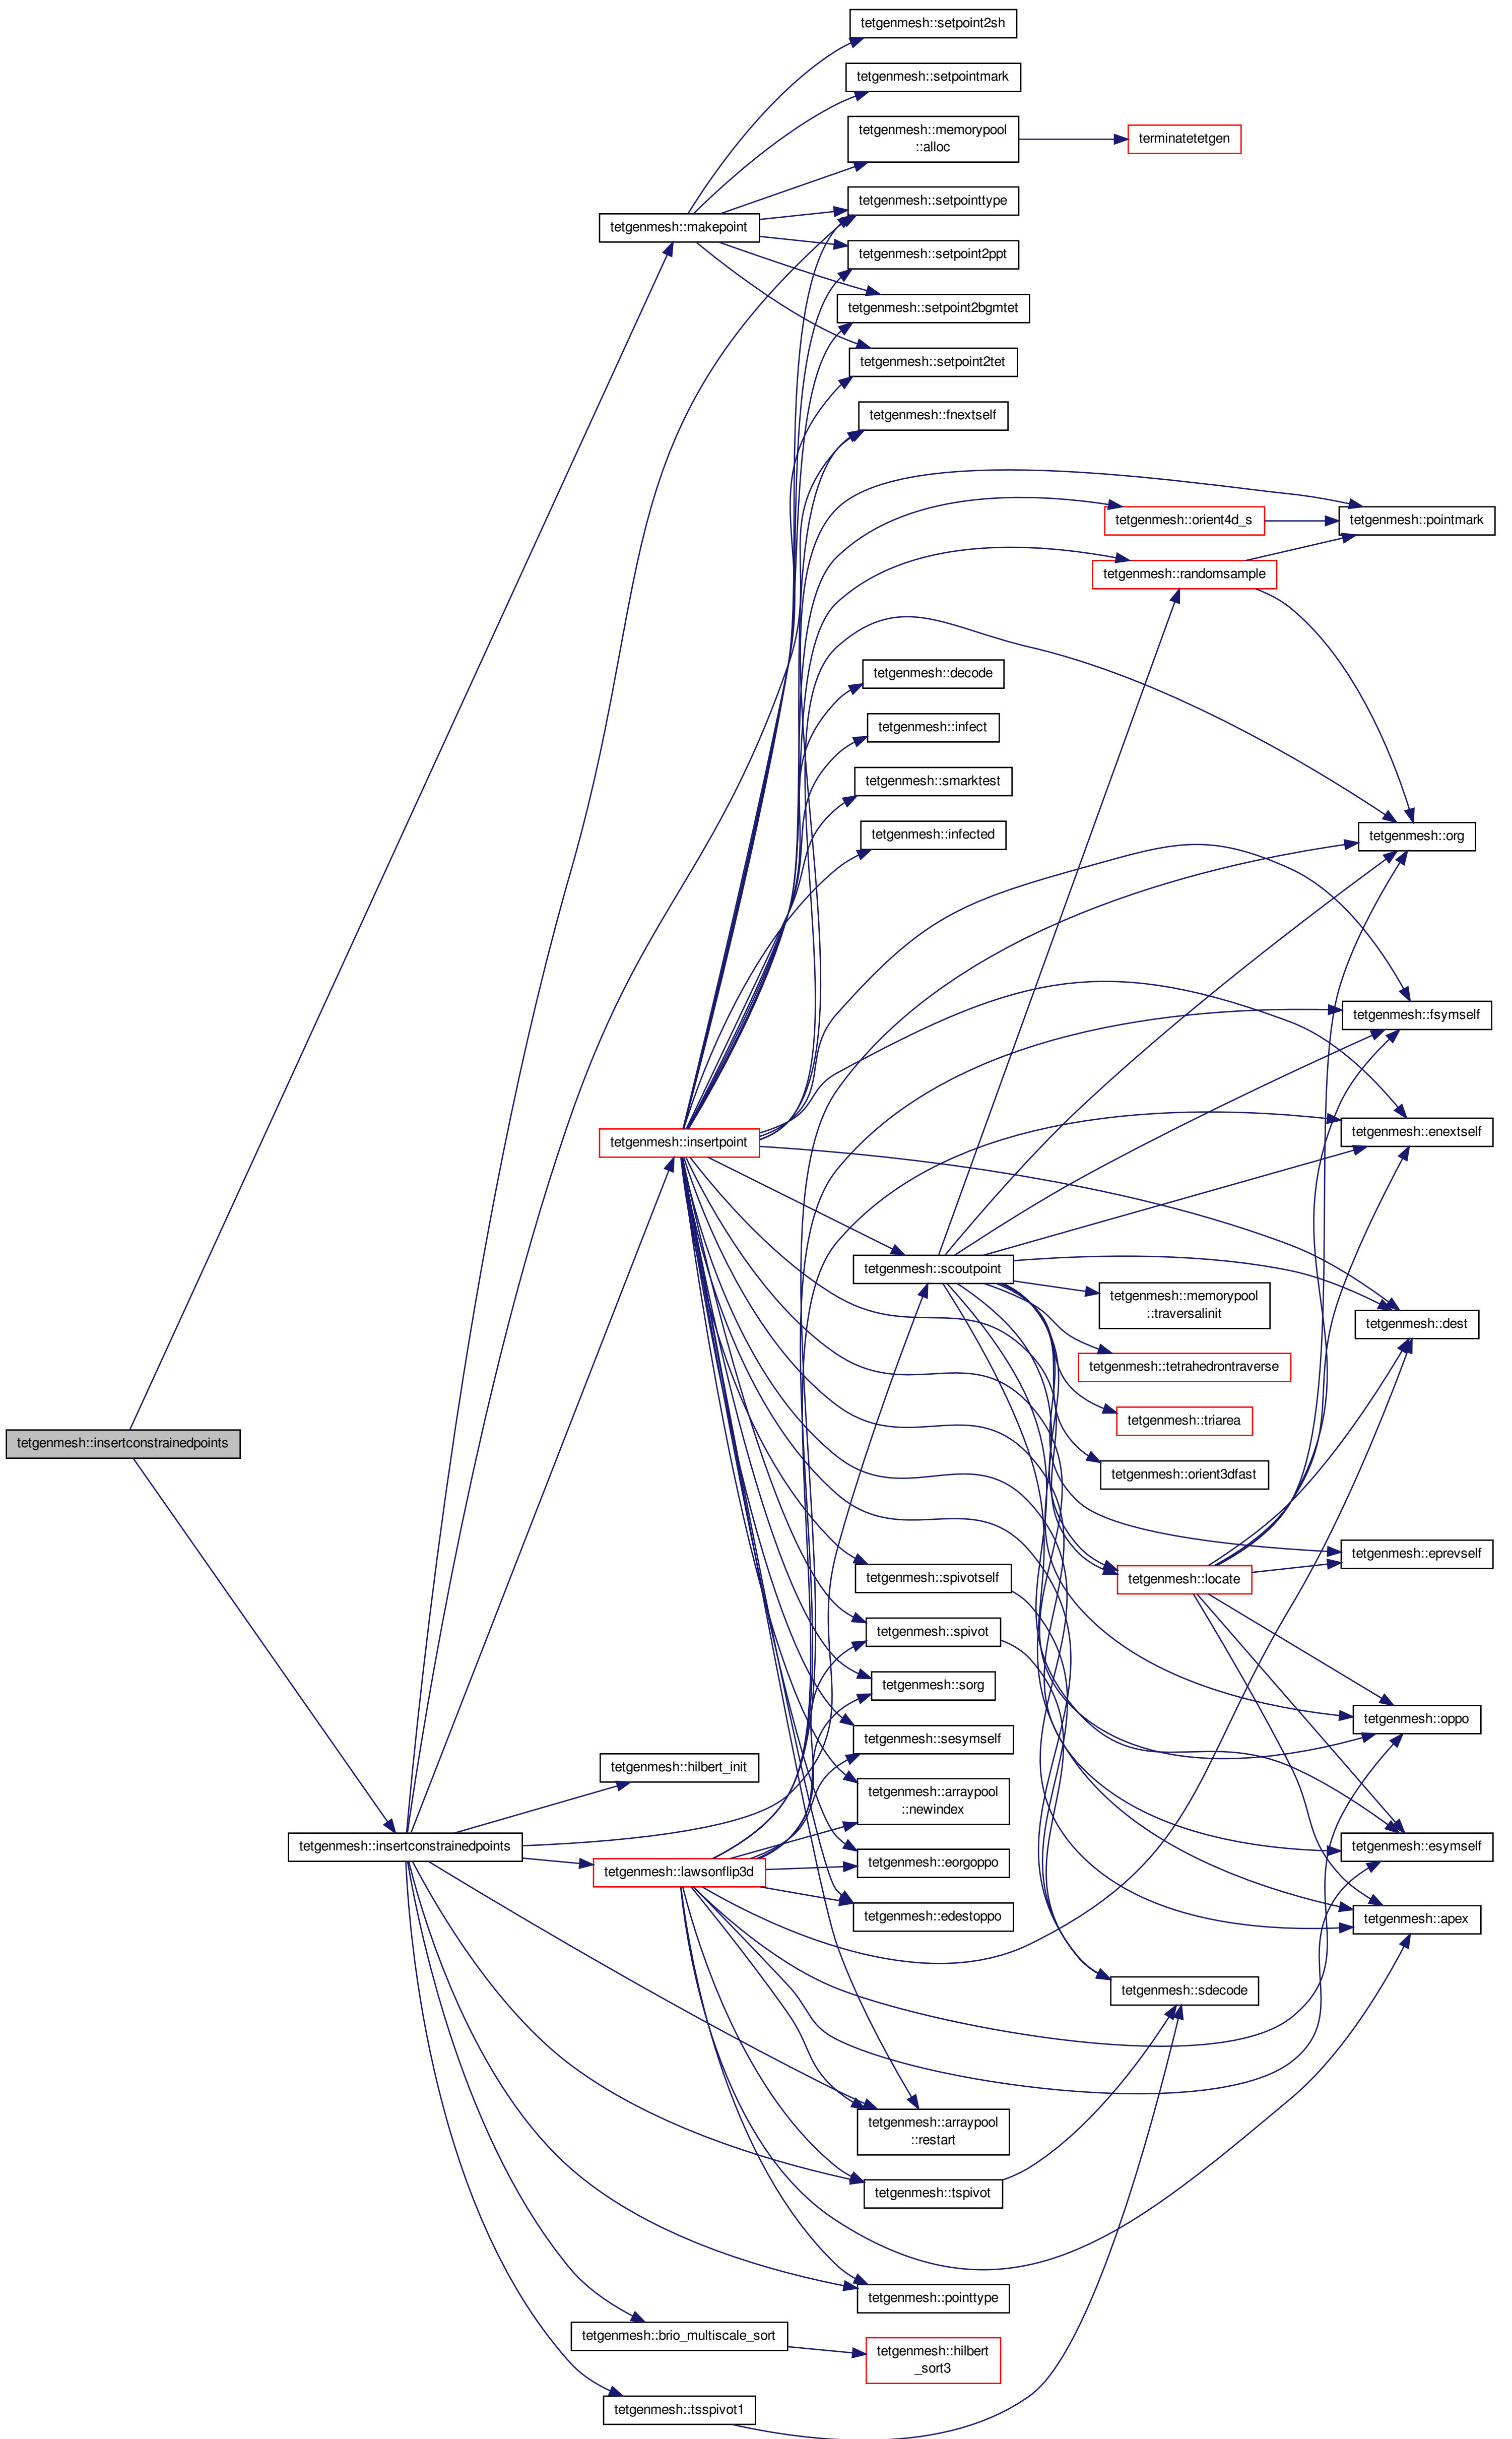 tetgenmesh::setpoint2sh
tetgenmesh::setpointmark
tetgenmesh::memorypool
::alloc
terminatetetgen
tetgenmesh::setpointtype
tetgenmesh::makepoint
tetgenmesh::setpoint2ppt
tetgenmesh::setpoint2bgmtet
tetgenmesh::setpoint2tet
tetgenmesh::fnextself
tetgenmesh::orient4d_s
tetgenmesh::pointmark
tetgenmesh::randomsample
tetgenmesh::decode
tetgenmesh::infect
tetgenmesh::smarktest
tetgenmesh::infected
tetgenmesh::org
tetgenmesh::fsymself
tetgenmesh::enextself
tetgenmesh::insertpoint
tetgenmesh::scoutpoint
tetgenmesh::memorypool
::traversalinit
tetgenmesh::dest
tetgenmesh::tetrahedrontraverse
tetgenmesh::triarea
tetgenmesh::insertconstrainedpoints
tetgenmesh::orient3dfast
tetgenmesh::eprevself
tetgenmesh::spivotself
tetgenmesh::locate
tetgenmesh::spivot
tetgenmesh::sorg
tetgenmesh::oppo
tetgenmesh::sesymself
tetgenmesh::hilbert_init
tetgenmesh::arraypool
::newindex
tetgenmesh::insertconstrainedpoints
tetgenmesh::esymself
tetgenmesh::lawsonflip3d
tetgenmesh::eorgoppo
tetgenmesh::edestoppo
tetgenmesh::apex
tetgenmesh::sdecode
tetgenmesh::arraypool
::restart
tetgenmesh::tspivot
tetgenmesh::pointtype
tetgenmesh::brio_multiscale_sort
tetgenmesh::hilbert
_sort3
tetgenmesh::tsspivot1